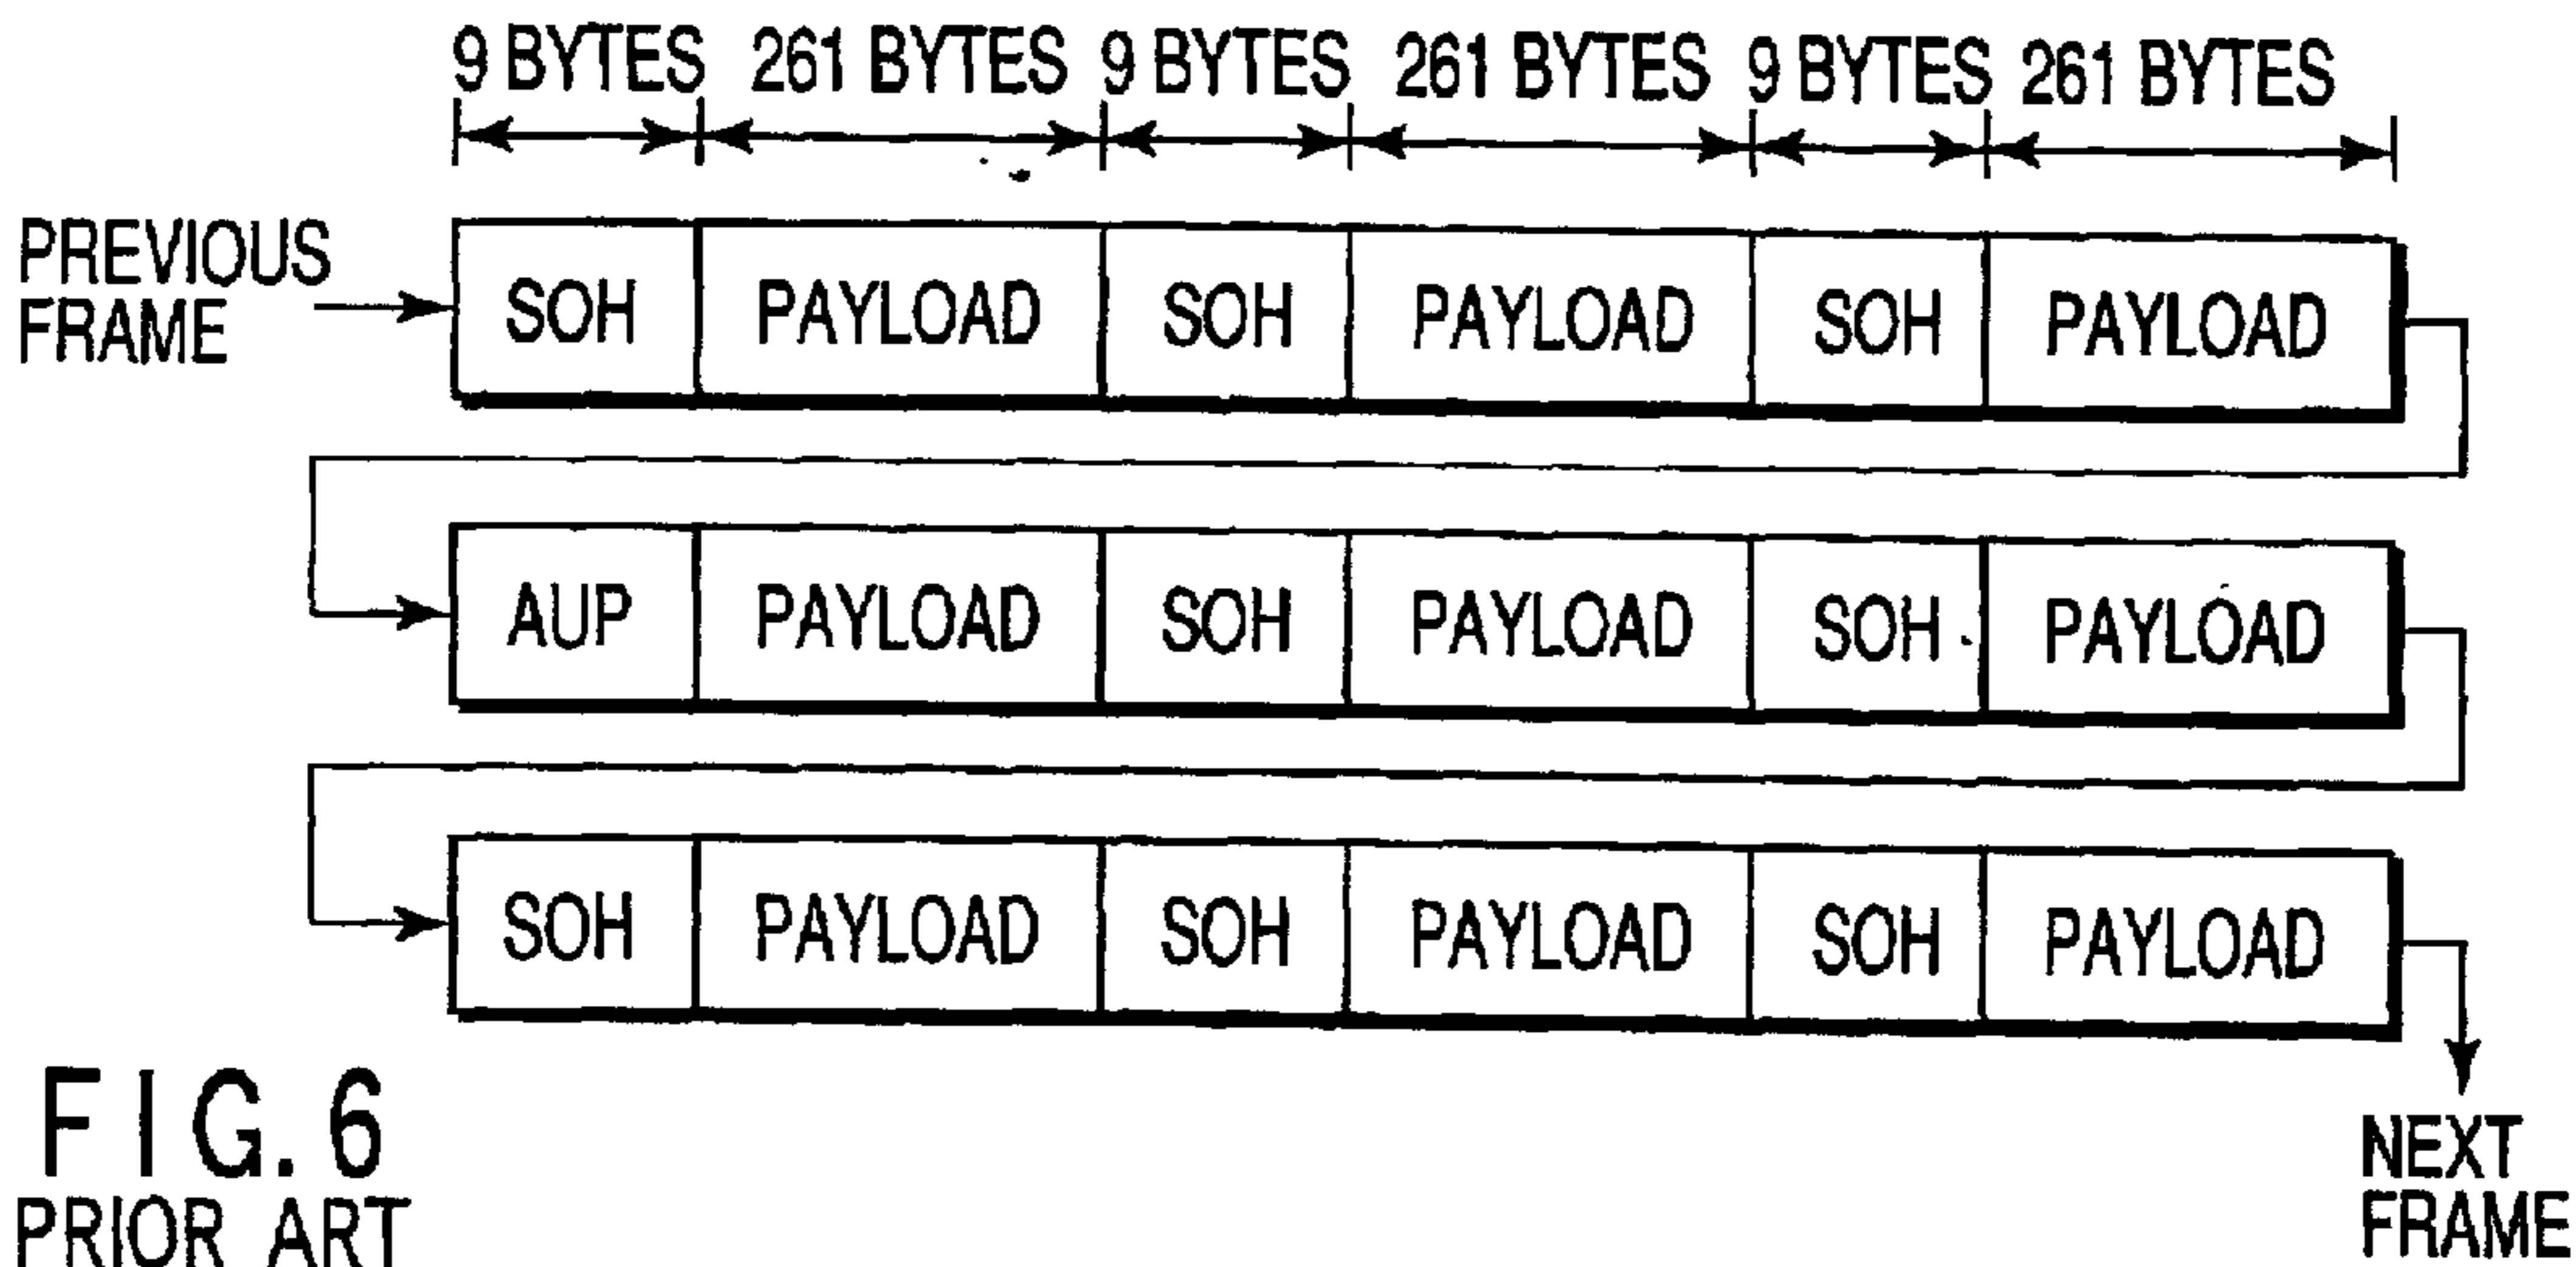 9 BYTES 261 BYTES 9 BYTES 261 BYTES 9 BYTES 261 BYTES
PREVIOUS
FRAME
SOH PAYLOAD SOH PAYLOAD SOH PAYLOAD
AUP PAYLOAD SOH PAYLOAD SOH PAYLOAD
SOH PAYLOAD SOH PAYLOAD SOH PAYLOAD
NEXT
FRAME
FIG. 6
PRIOR ART